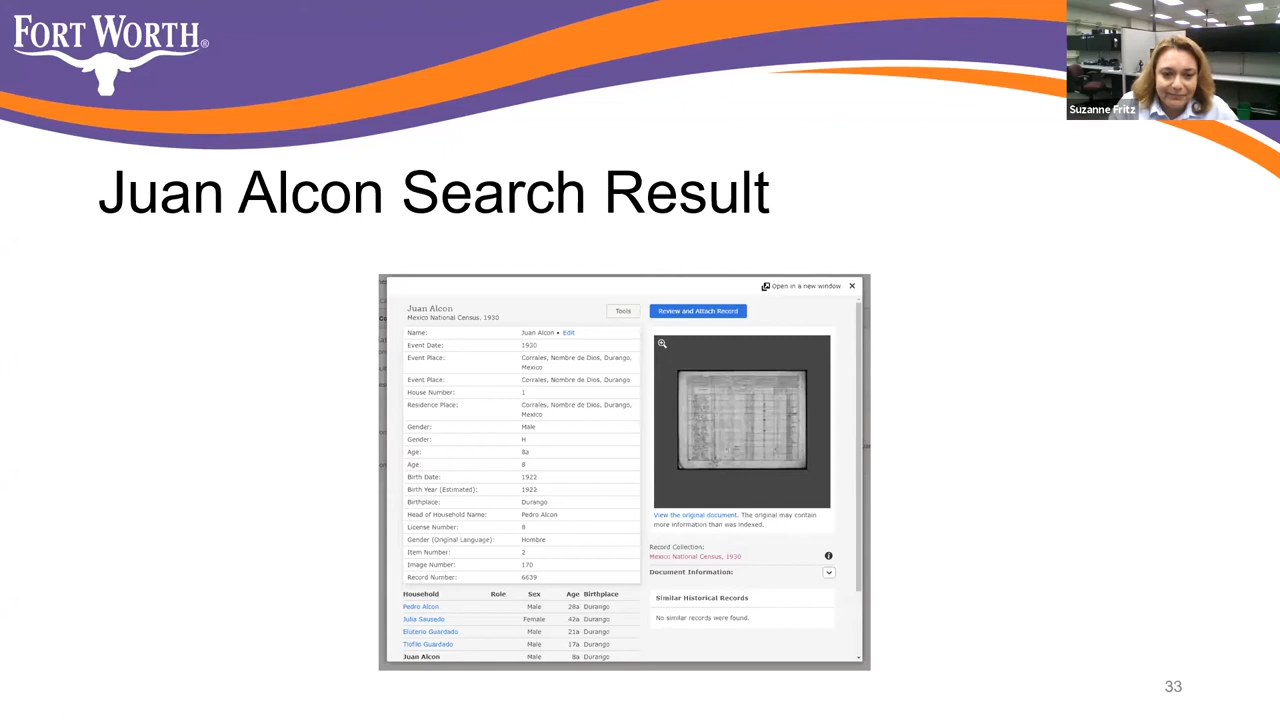 FORT WORTH®
Suzanne Fritz
Juan Alcon Search Result
Open in a new window
Juan Alcon
Mexico National Census, 1930
Tools
Review and Attach Record
Name: Juan Alcon • Edit
Event Date: 1930
Event Place: Corrales, Nombre de Dios, Durango,
Mexico
Event Place: Corrales, Nombre de Dios, Durango
House Number: 1
Residence Place: Corrales, Nombre de Dios, Durango,
Mexico
Gender: Male
Gender: H
Age: 8a
Age: 8
Birth Date: 1922
Birth Year (Estimated): 1922
Birthplace: Durango
Head of Household Name: Pedro Alcon
License Number: 8
Gender (Original Language): Hombre
Item Number: 2
Image Number: 170
Record Number: 6639
Household Role Sex Age Birthplace
Pedro Alcon Male 28a Durango
Julia Sausedo Female 42a Durango
Eluterio Guardado Male 21a Durango
Tiofilo Guardado Male 17a Durango
Juan Alcon Male 8a Durango
View the original document. The original may contain
more information than was indexed.
Record Collection:
Mexico National Census, 1930
Document Information:
Similar Historical Records
No similar records were found.
33